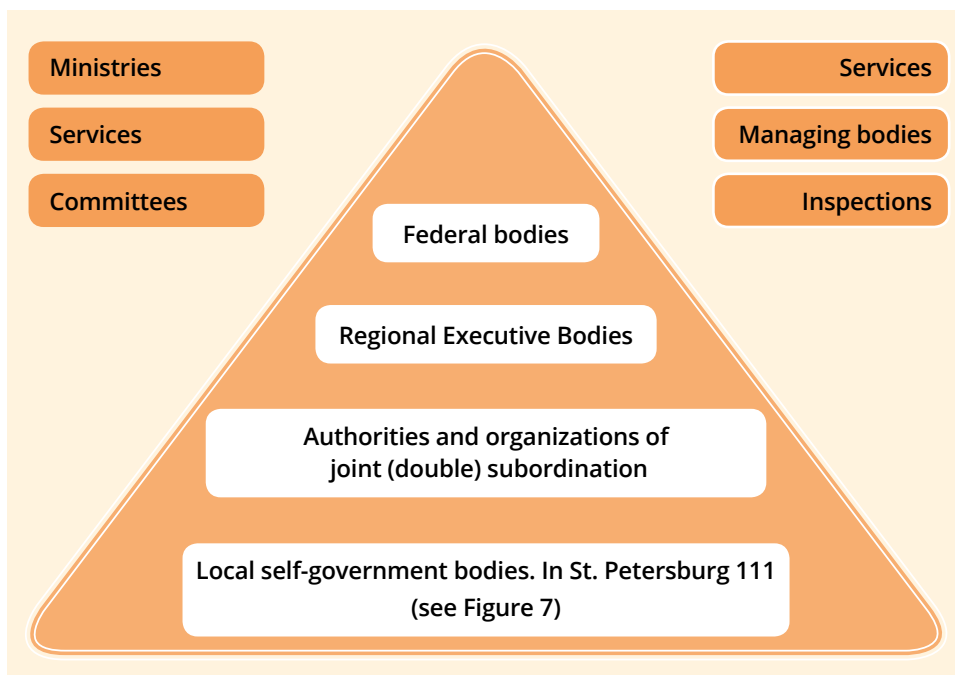 Ministries
Services
Committees
Services
Managing bodies
Inspections
Federal bodies
Regional Executive Bodies
Authorities and organizations of
joint (double) subordination
Local self-government bodies. In St. Petersburg 111
(see Figure 7)